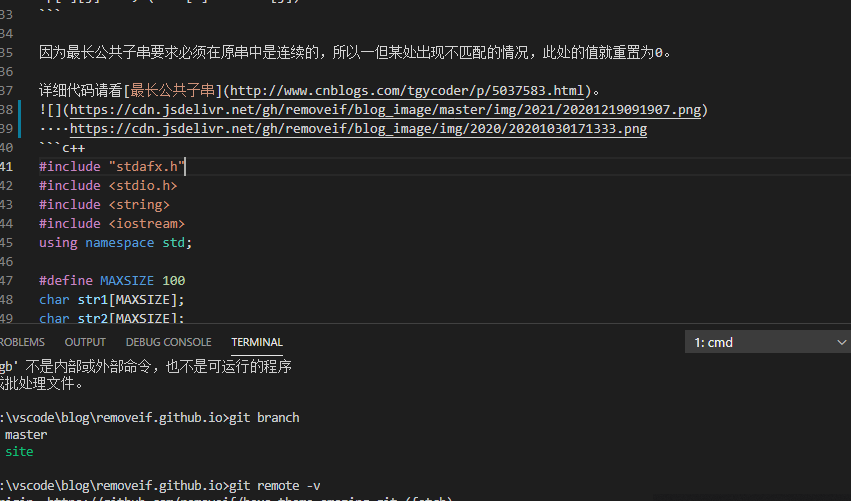 33 ```
34
35 因为最长公共子串要求必须在原串中是连续的，所以一但某处出现不匹配的情况，此处的值就重置为0。
36
37 详细代码请看[最长公共子串](http://www.cnblogs.com/tgycoder/p/5037583.html)。
38 ![](https://cdn.jsdelivr.net/gh/removeif/blog_image/master/img/2021/20201219091907.png)
39 ····https://cdn.jsdelivr.net/gh/removeif/blog_image/img/2020/20201030171333.png
40 ```c++
41 #include "stdafx.h"
42 #include <stdio.h>
43 #include <string>
44 #include <iostream>
45 using namespace std;
46
47 #define MAXSIZE 100
48 char str1[MAXSIZE];
49 char str2[MAXSIZE];
ROBLEMS OUTPUT DEBUG CONSOLE TERMINAL 1: cmd
gb' 不是内部或外部命令，也不是可运行的程序
或批处理文件。
:\vscode\blog\removeif.github.io>git branch
master
site
:\vscode\blog\removeif.github.io>git remote -v